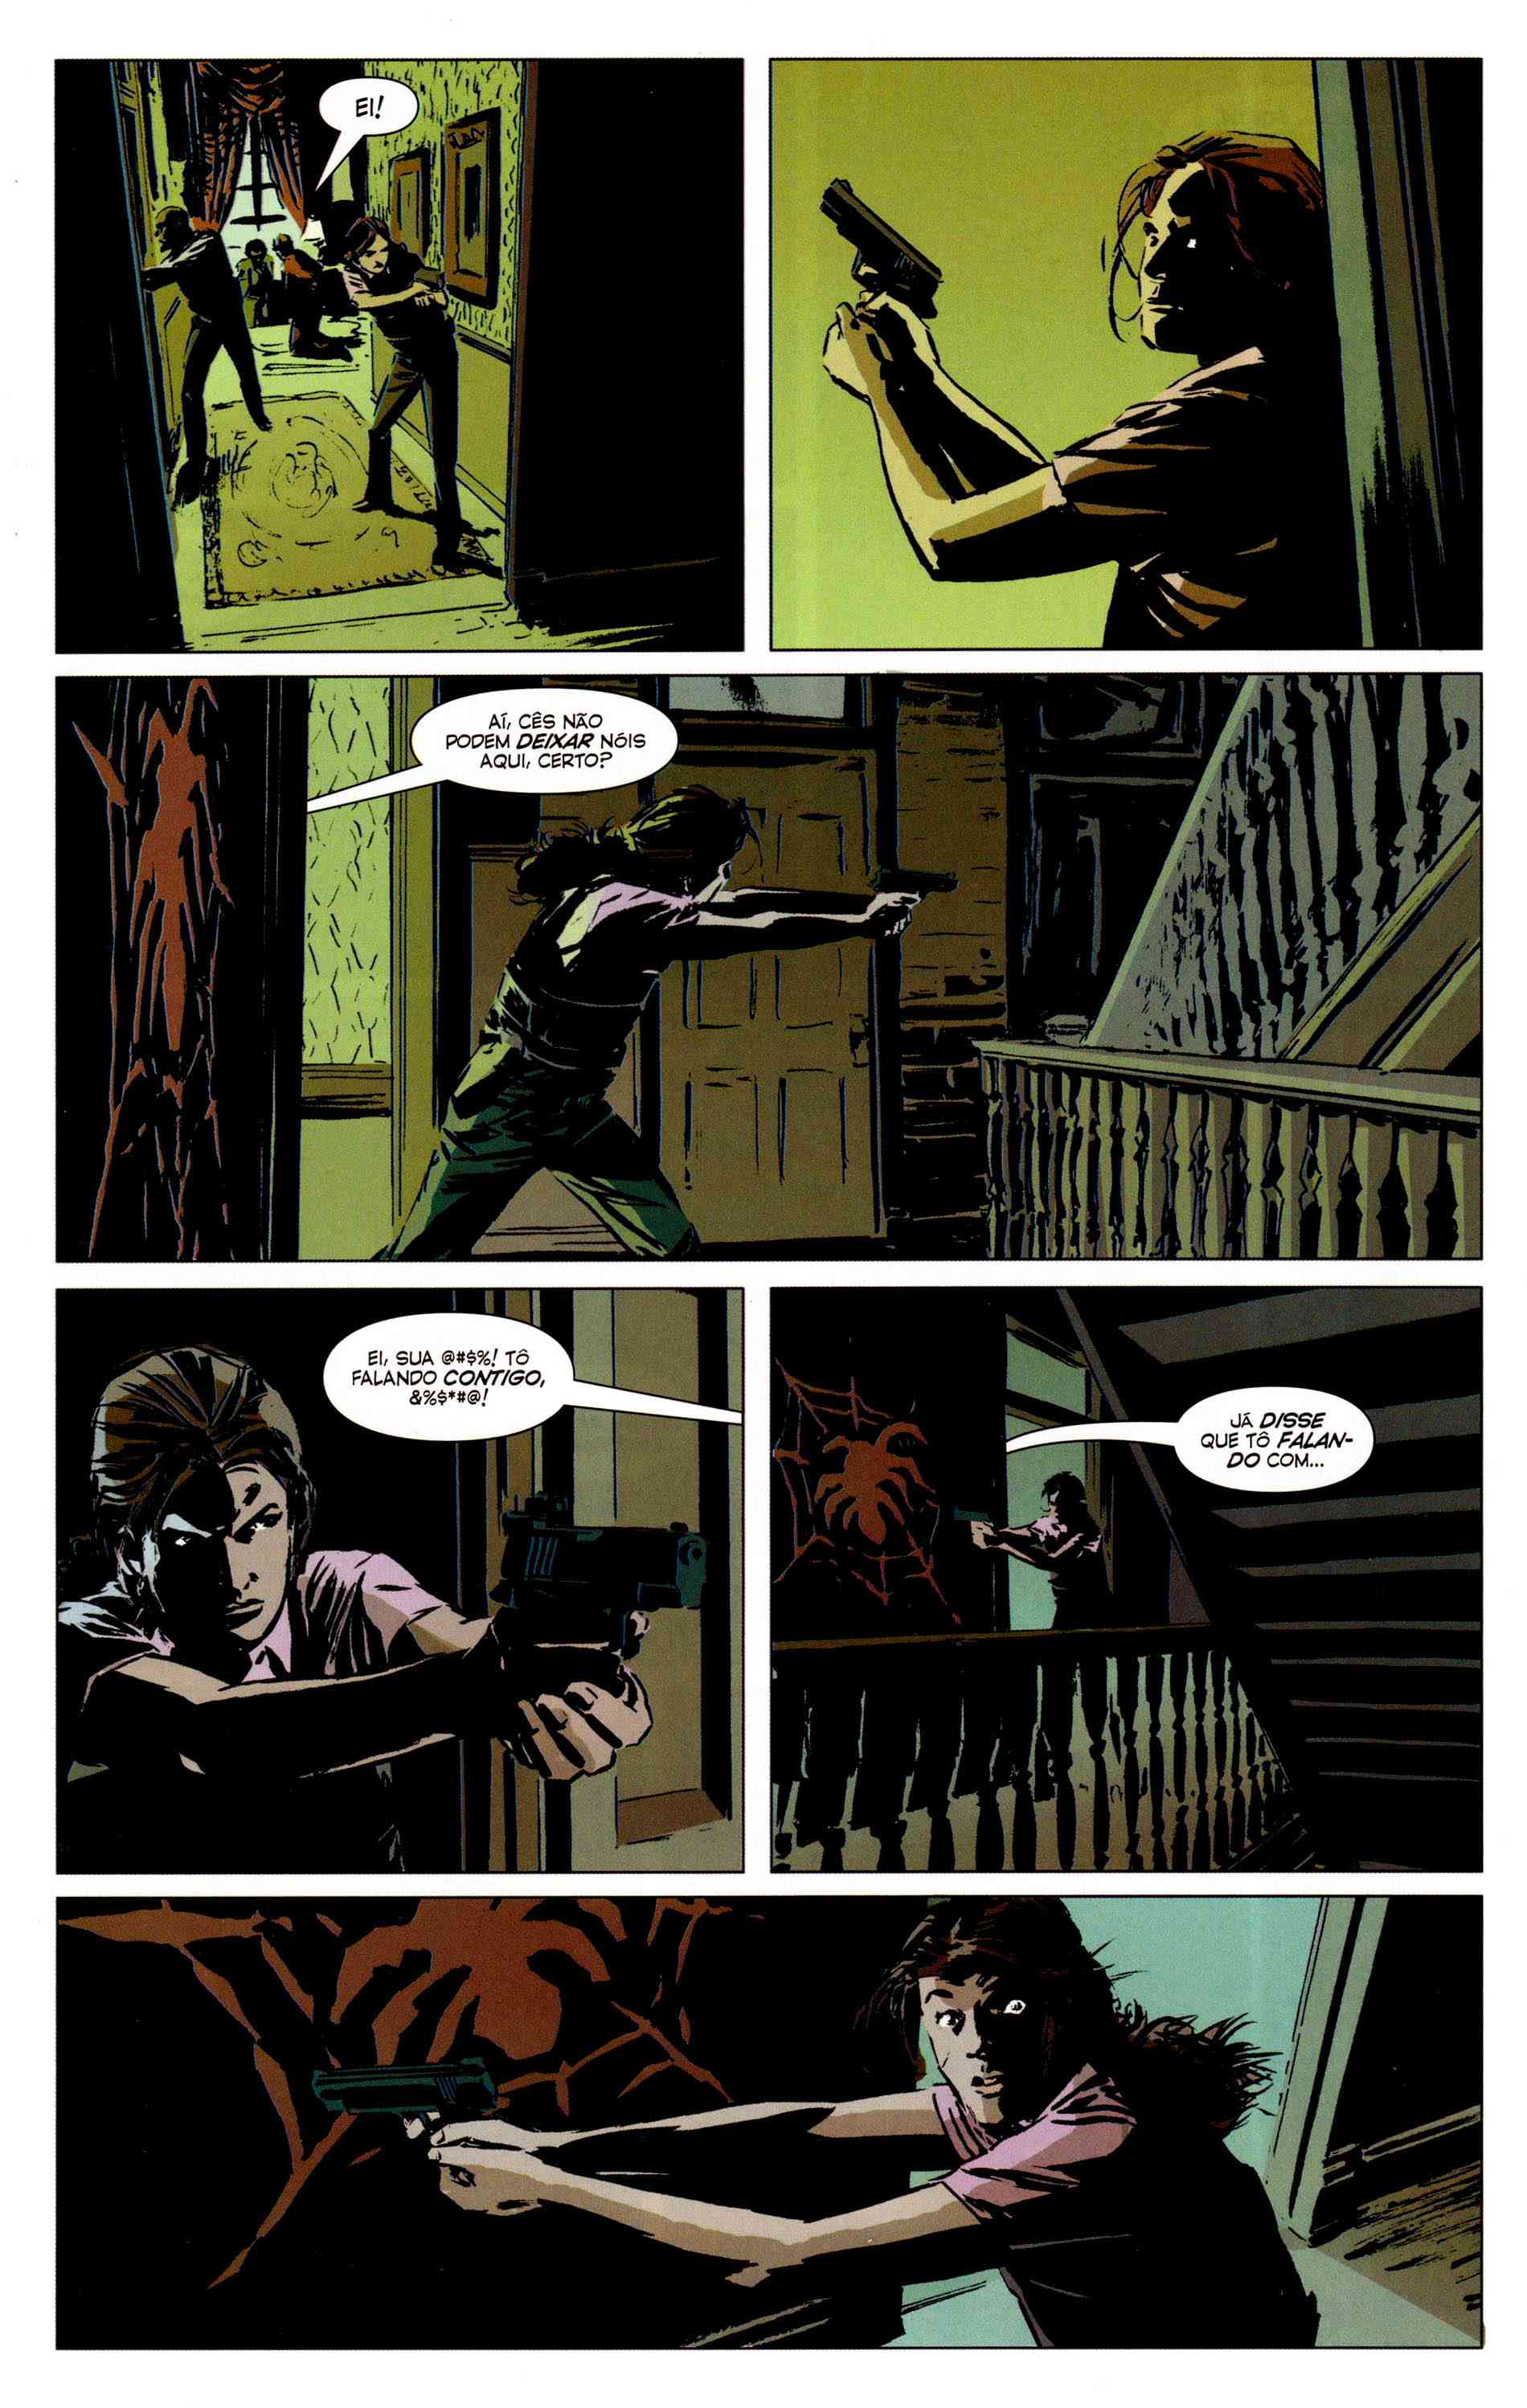 EI!
AÍ, CÊS NÃO
PODEM DEIXAR NÓIS
AQUI, CERTO?
EI, SUA @#$%! TÔ
FALANDO CONTIGO,
&%$*#@!
JÁ DISSE
QUE TÔ FALAN-
DO COM...